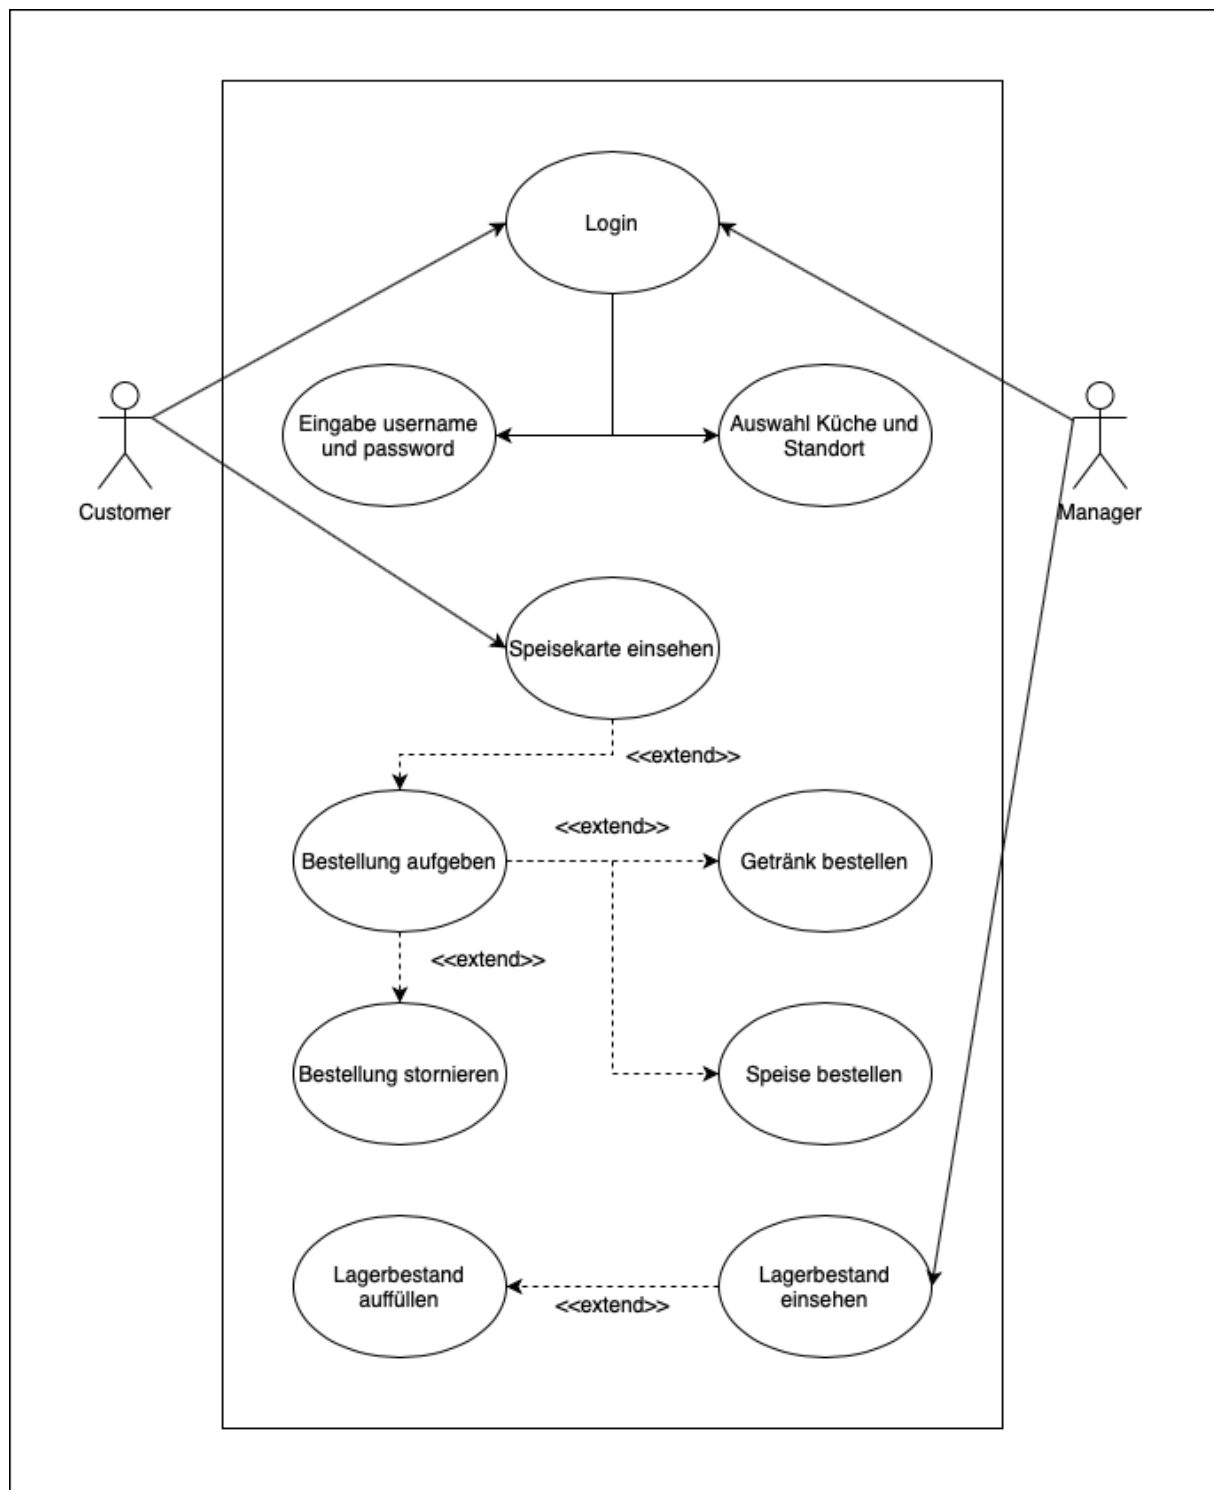 Login
Eingabe username
und password
Auswahl Küche und
Standort
Customer
Manager
Speisekarte einsehen
<<extend>>
<<extend>>
Bestellung aufgeben
Getränk bestellen
<<extend>>
Bestellung stornieren
Speise bestellen
Lagerbestand
auffüllen
<<extend>>
Lagerbestand
einsehen